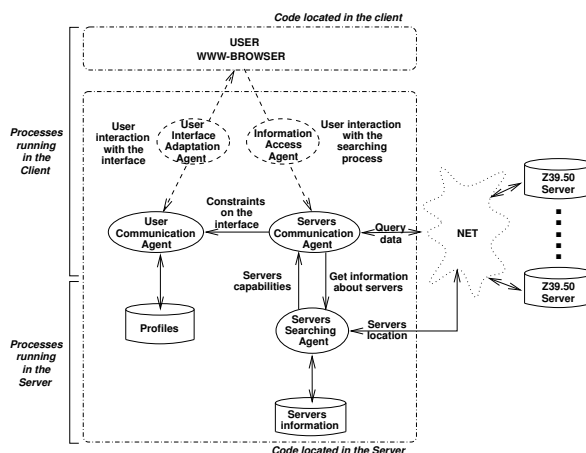 Code located in the client
USER
WWW-BROWSER
Processes
running
in the
Client
User
interaction
with the
interface
User
Interface
Adaptation
Agent
Information
Access
Agent
User interaction
with the
searching
process
Z39.50
Server
User
Communication
Agent
Constraints
on the
interface
Servers
Communication
Agent
Query
data
NET
Servers
capabilities
Get information
about servers
Z39.50
Server
Profiles
Servers
Searching
Agent
Servers
location
Processes
running
in the
Server
Servers
information
Code located in the Server